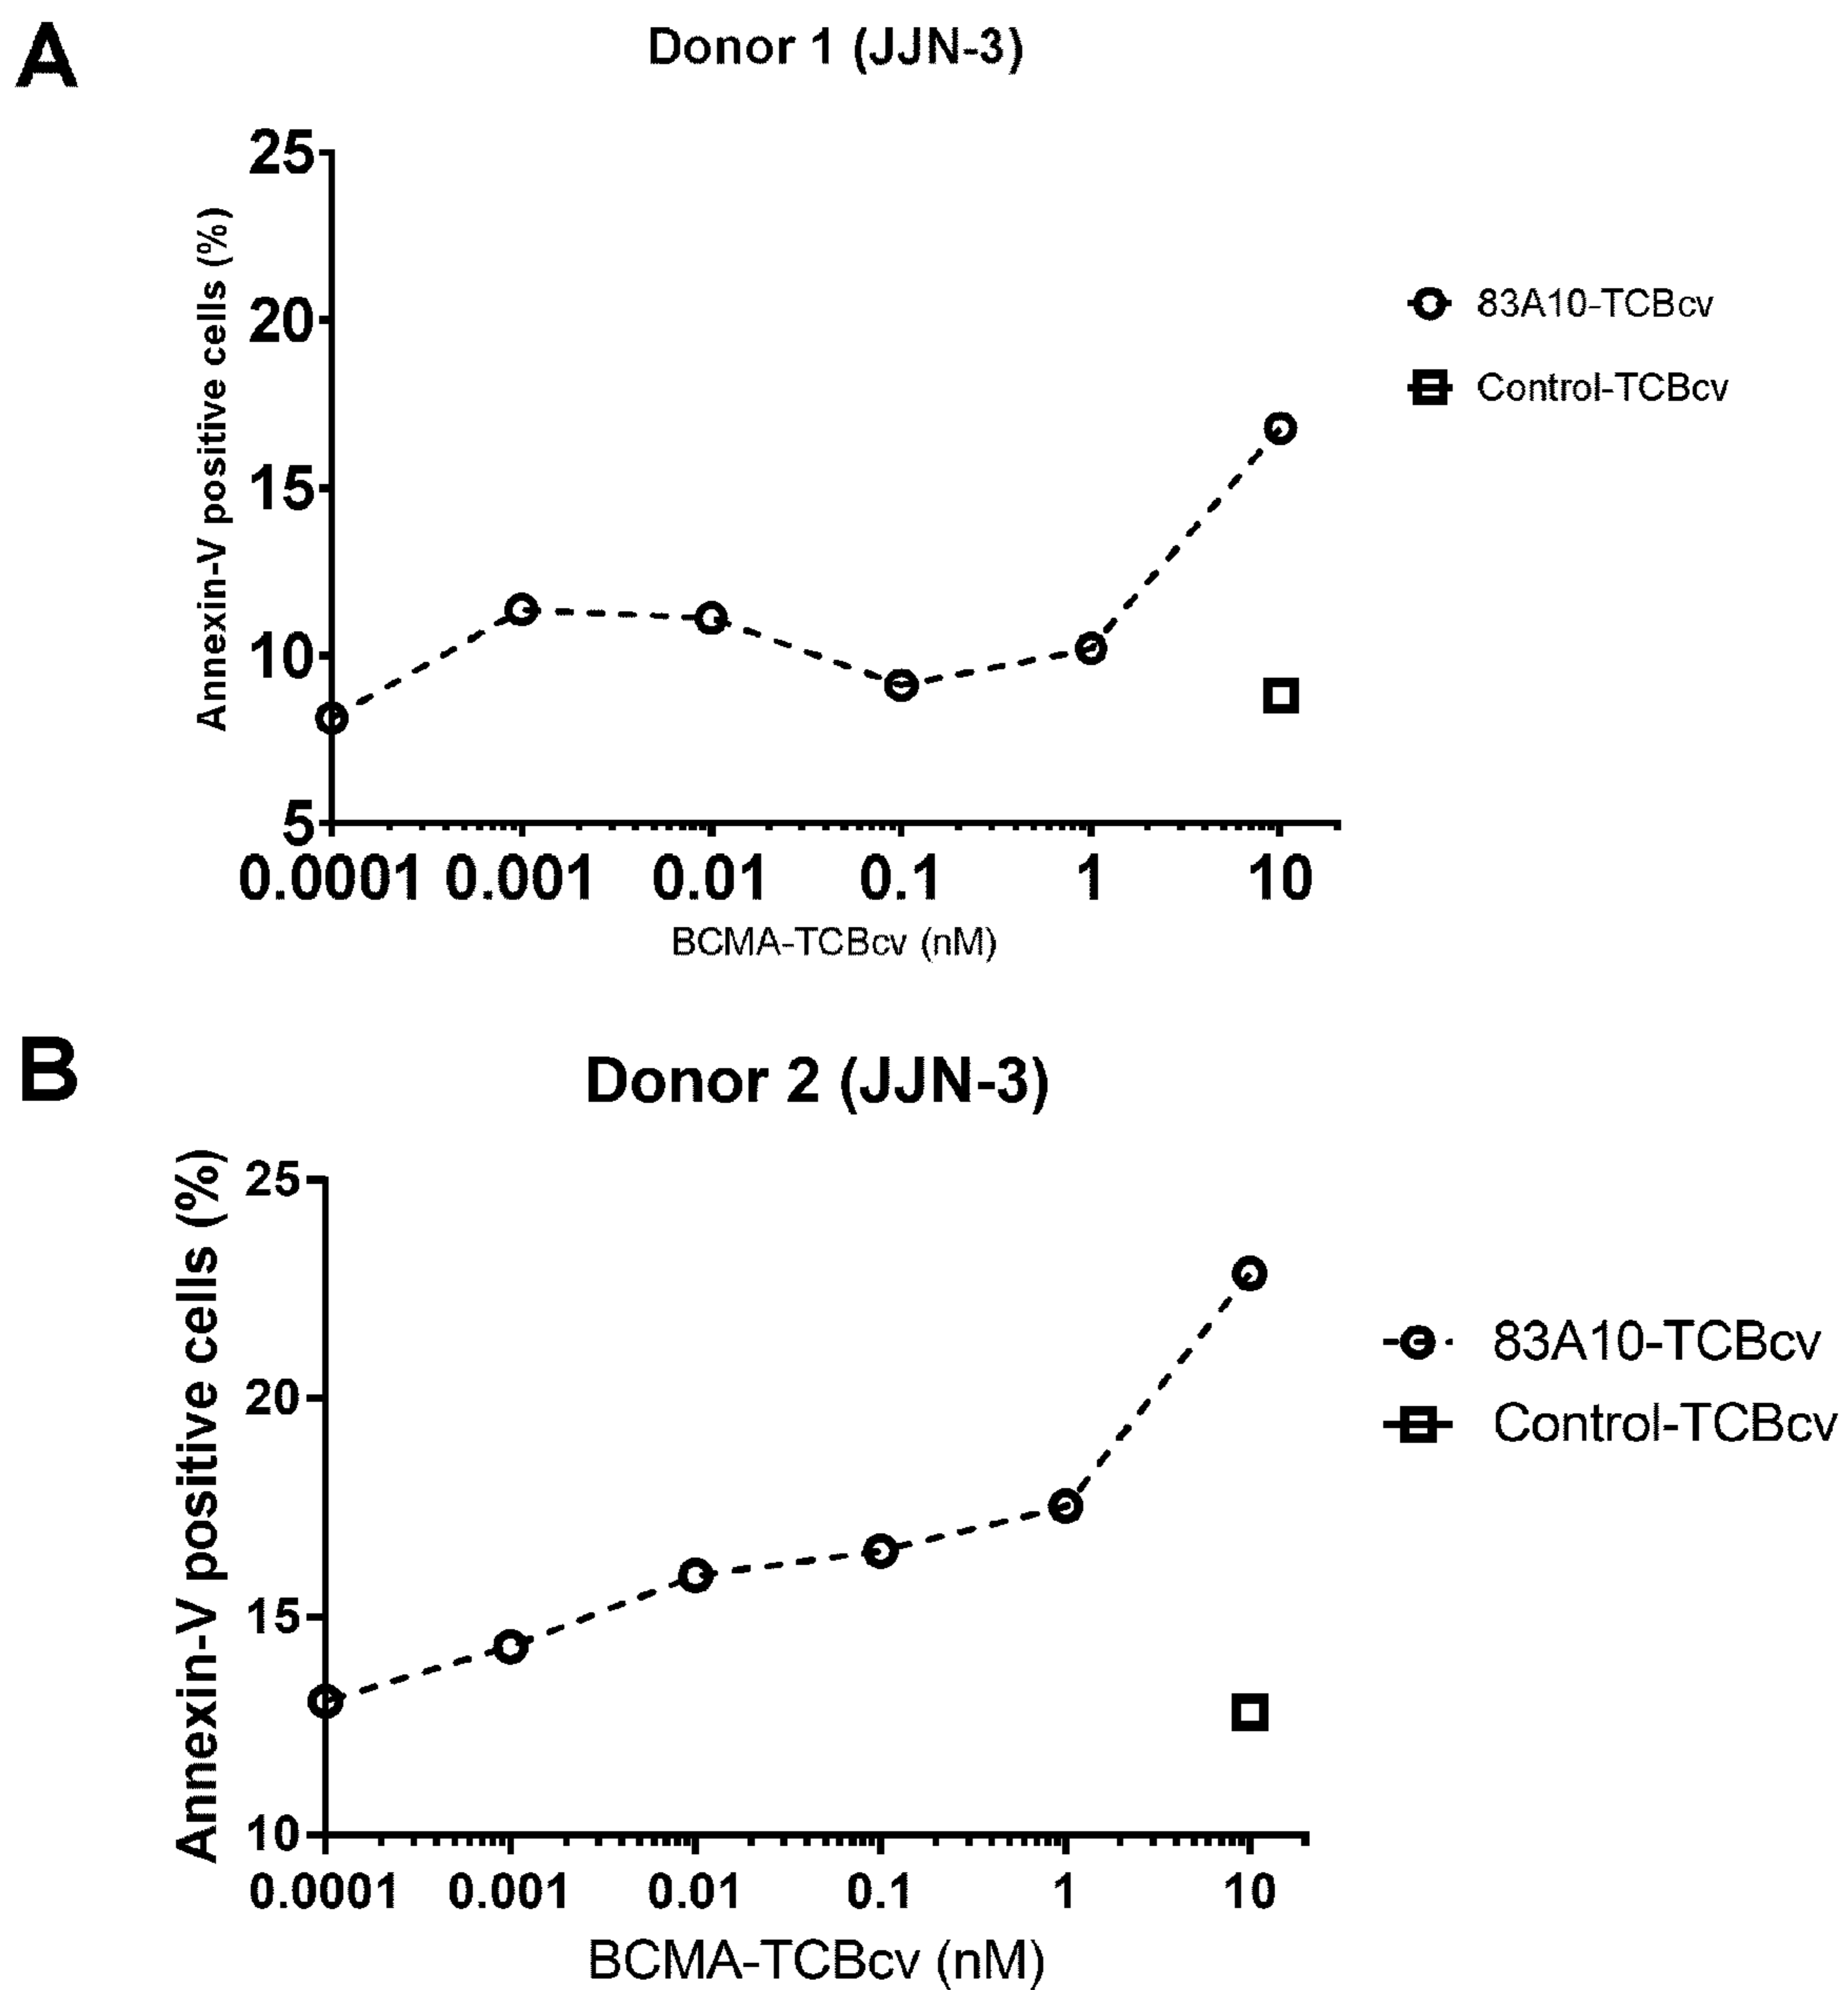 A
Donor 1 (JJN-3)
Annexin-V positive cells (%)
25
20
15
10
5
0.0001 0.001 0.01 0.1 1 10
BCMA-TCBcv (nM)
83A10-TCBcv
Control-TCBcv
B
Donor 2 (JJN-3)
Annexin-V positive cells (%)
25
20
15
10
0.0001 0.001 0.01 0.1 1 10
BCMA-TCBcv (nM)
83A10-TCBcv
Control-TCBcv